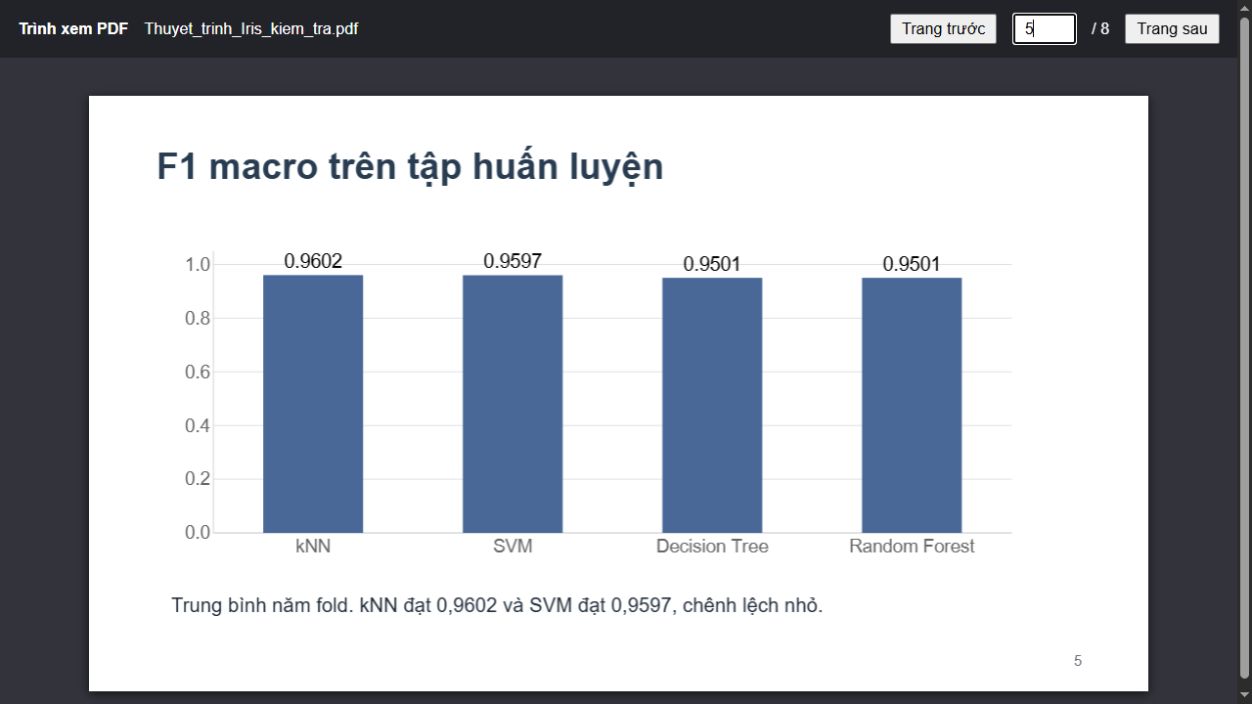 Trình xem PDF Thuyet_trinh_Iris_kiem_tra.pdf Trang trước 5 / 8 Trang sau
F1 macro trên tập huấn luyện
1.0
0.8
0.6
0.4
0.2
0.0
0.9602 0.9597 0.9501 0.9501
kNN SVM Decision Tree Random Forest
Trung bình năm fold. kNN đạt 0,9602 và SVM đạt 0,9597, chênh lệch nhỏ.
5